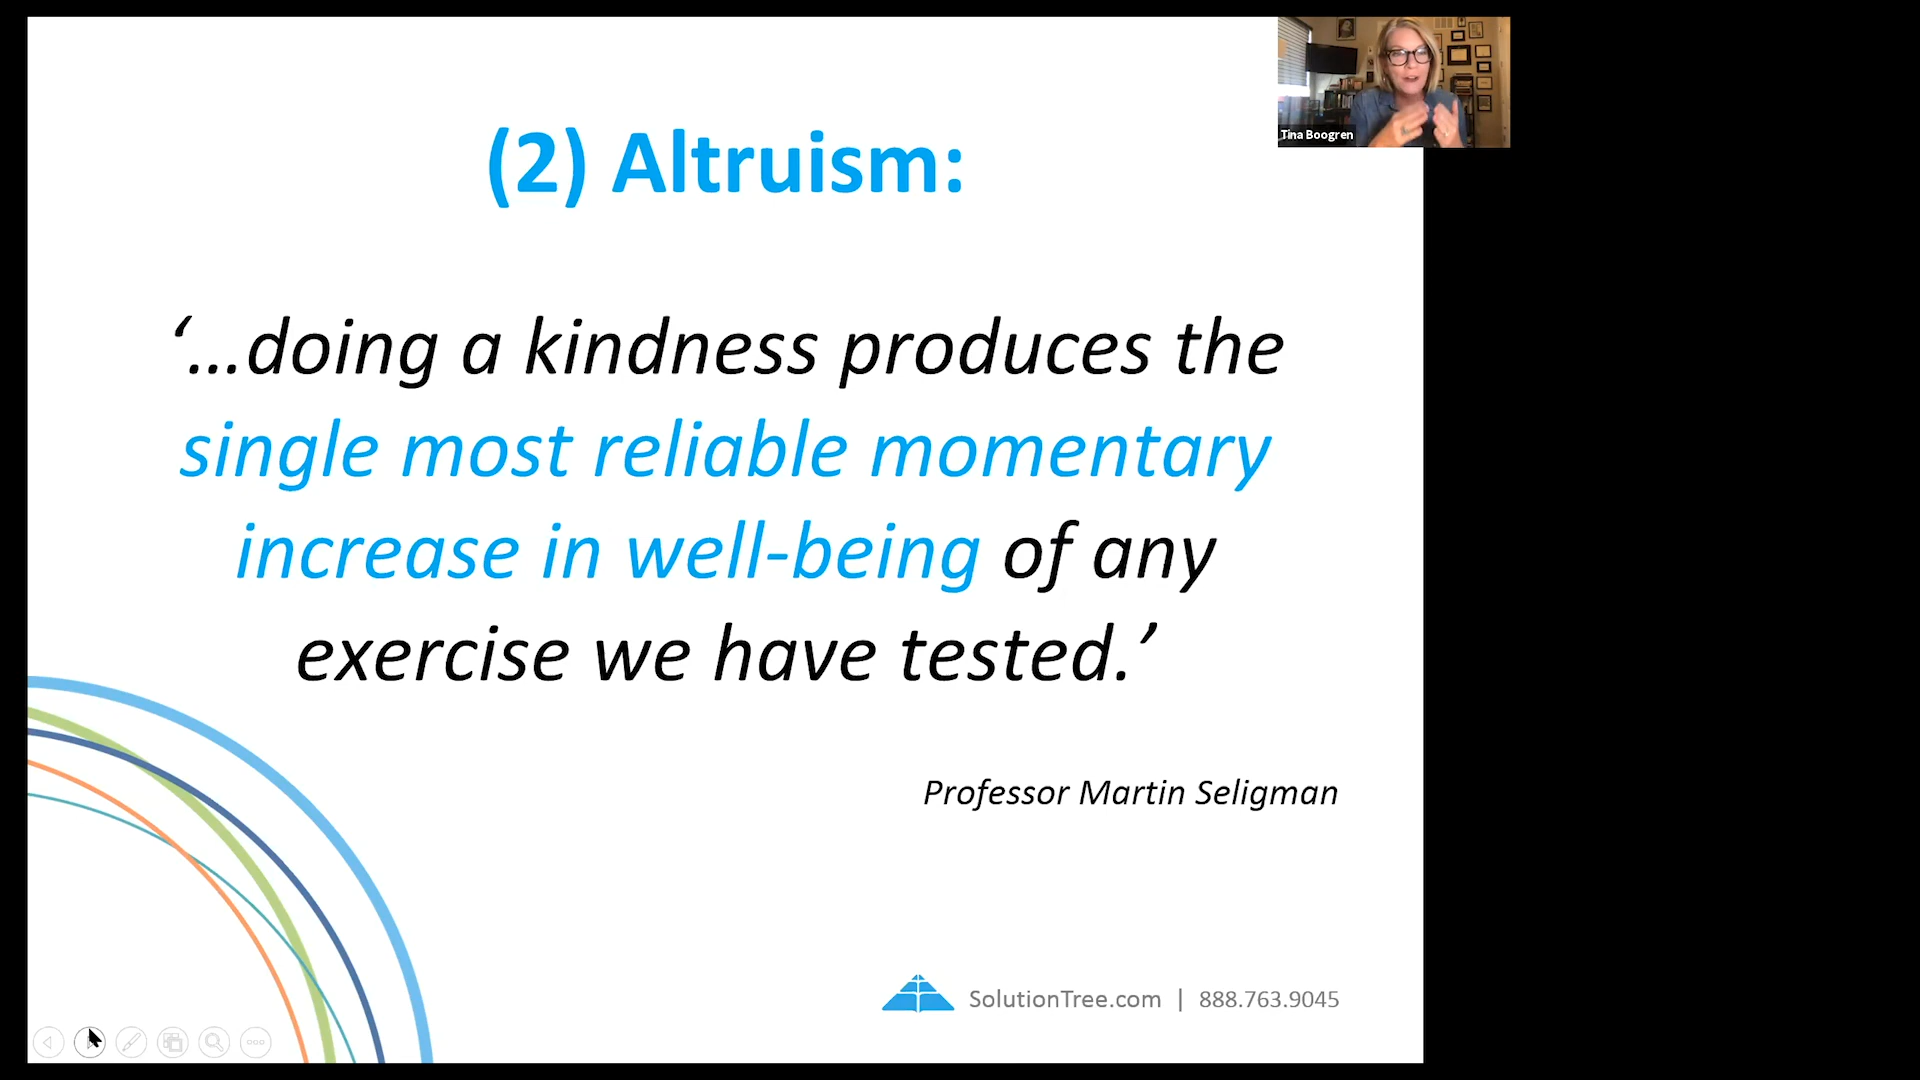 Tina Boogren
(2) Altruism:
‘...doing a kindness produces the
single most reliable momentary
increase in well-being of any
exercise we have tested.’
Professor Martin Seligman
SolutionTree.com | 888.763.9045